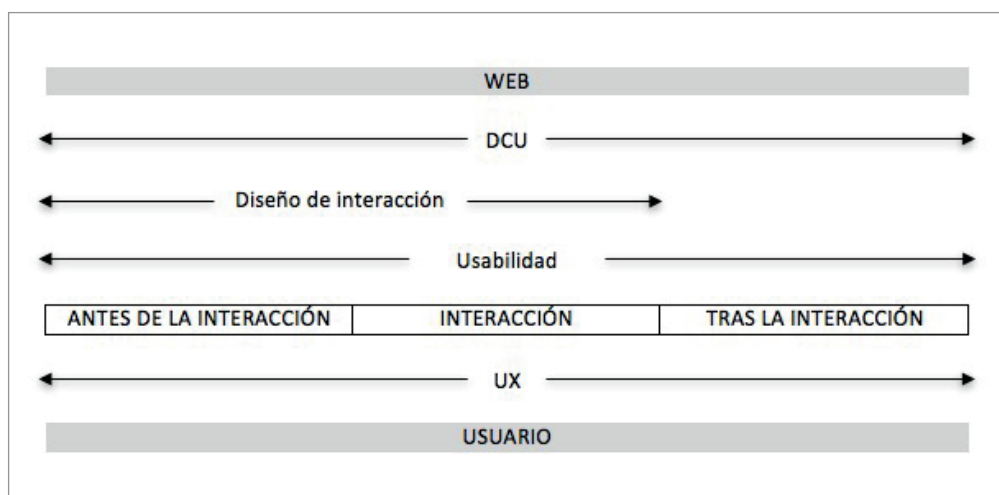 WEB
DCU
Diseño de interacción
Usabilidad
ANTES DE LA INTERACCIÓN INTERACCIÓN TRAS LA INTERACCIÓN
UX
USUARIO